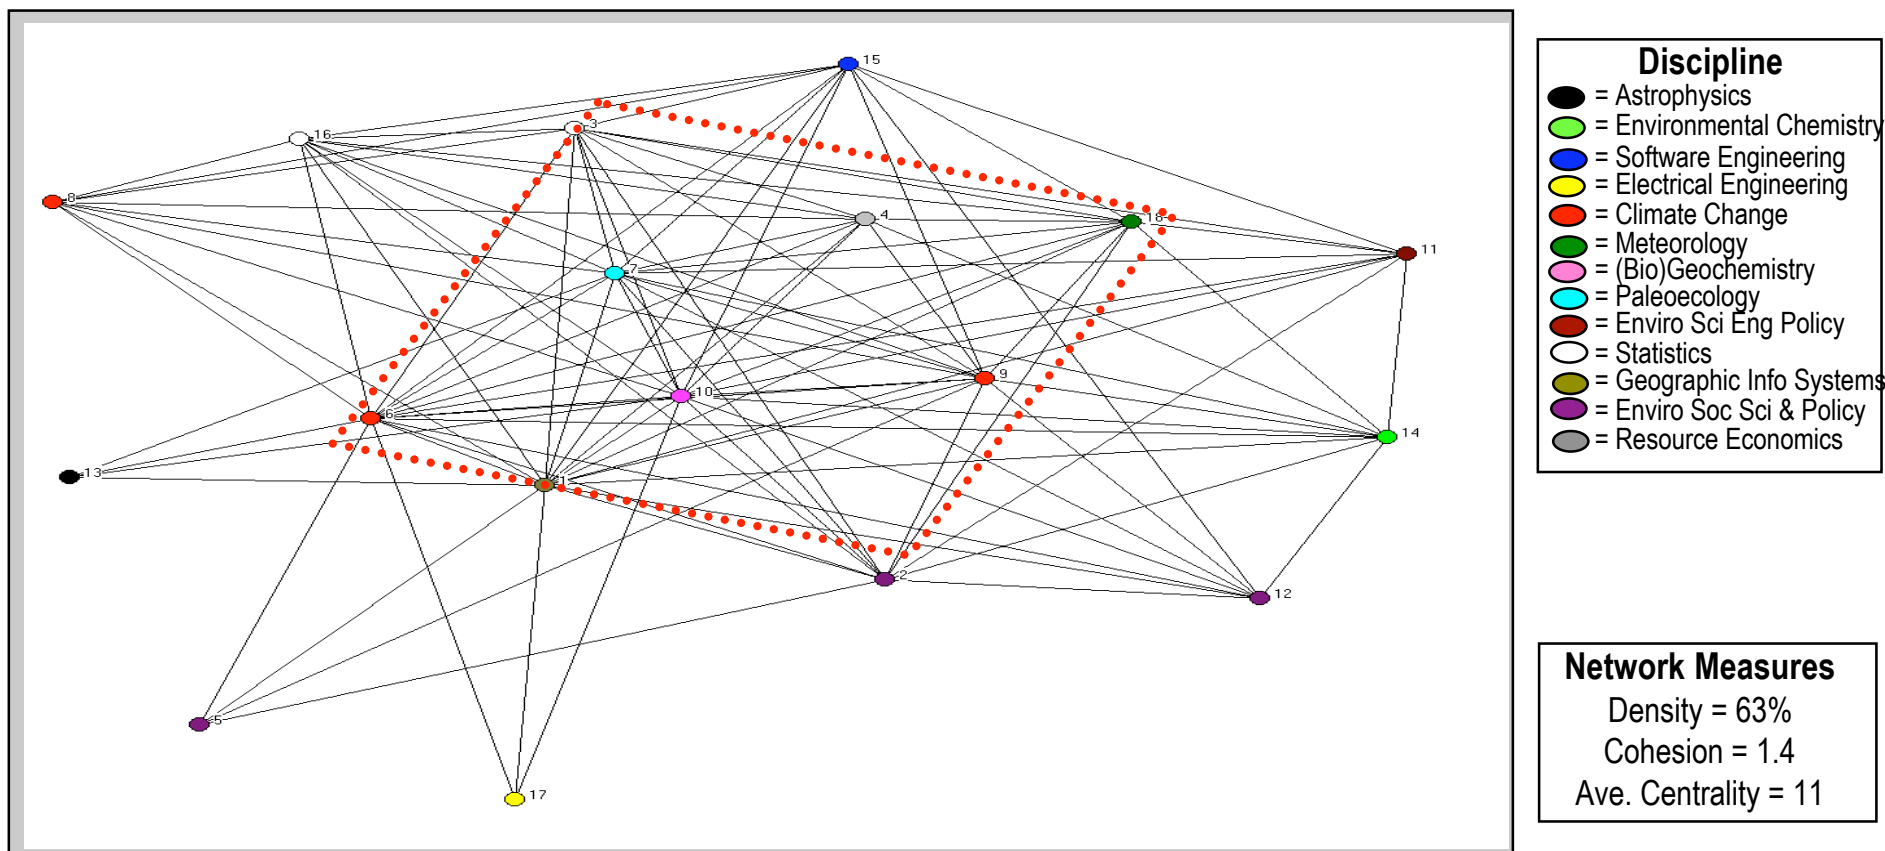 15
16
3
8
4
18
11
7
9
10
6
14
13
1
2
12
5
17
Discipline
= Astrophysics
= Environmental Chemistry
= Software Engineering
= Electrical Engineering
= Climate Change
= Meteorology
= (Bio)Geochemistry
= Paleoecology
= Enviro Sci Eng Policy
= Statistics
= Geographic Info Systems
= Enviro Soc Sci & Policy
= Resource Economics
Network Measures
Density = 63%
Cohesion = 1.4
Ave. Centrality = 11